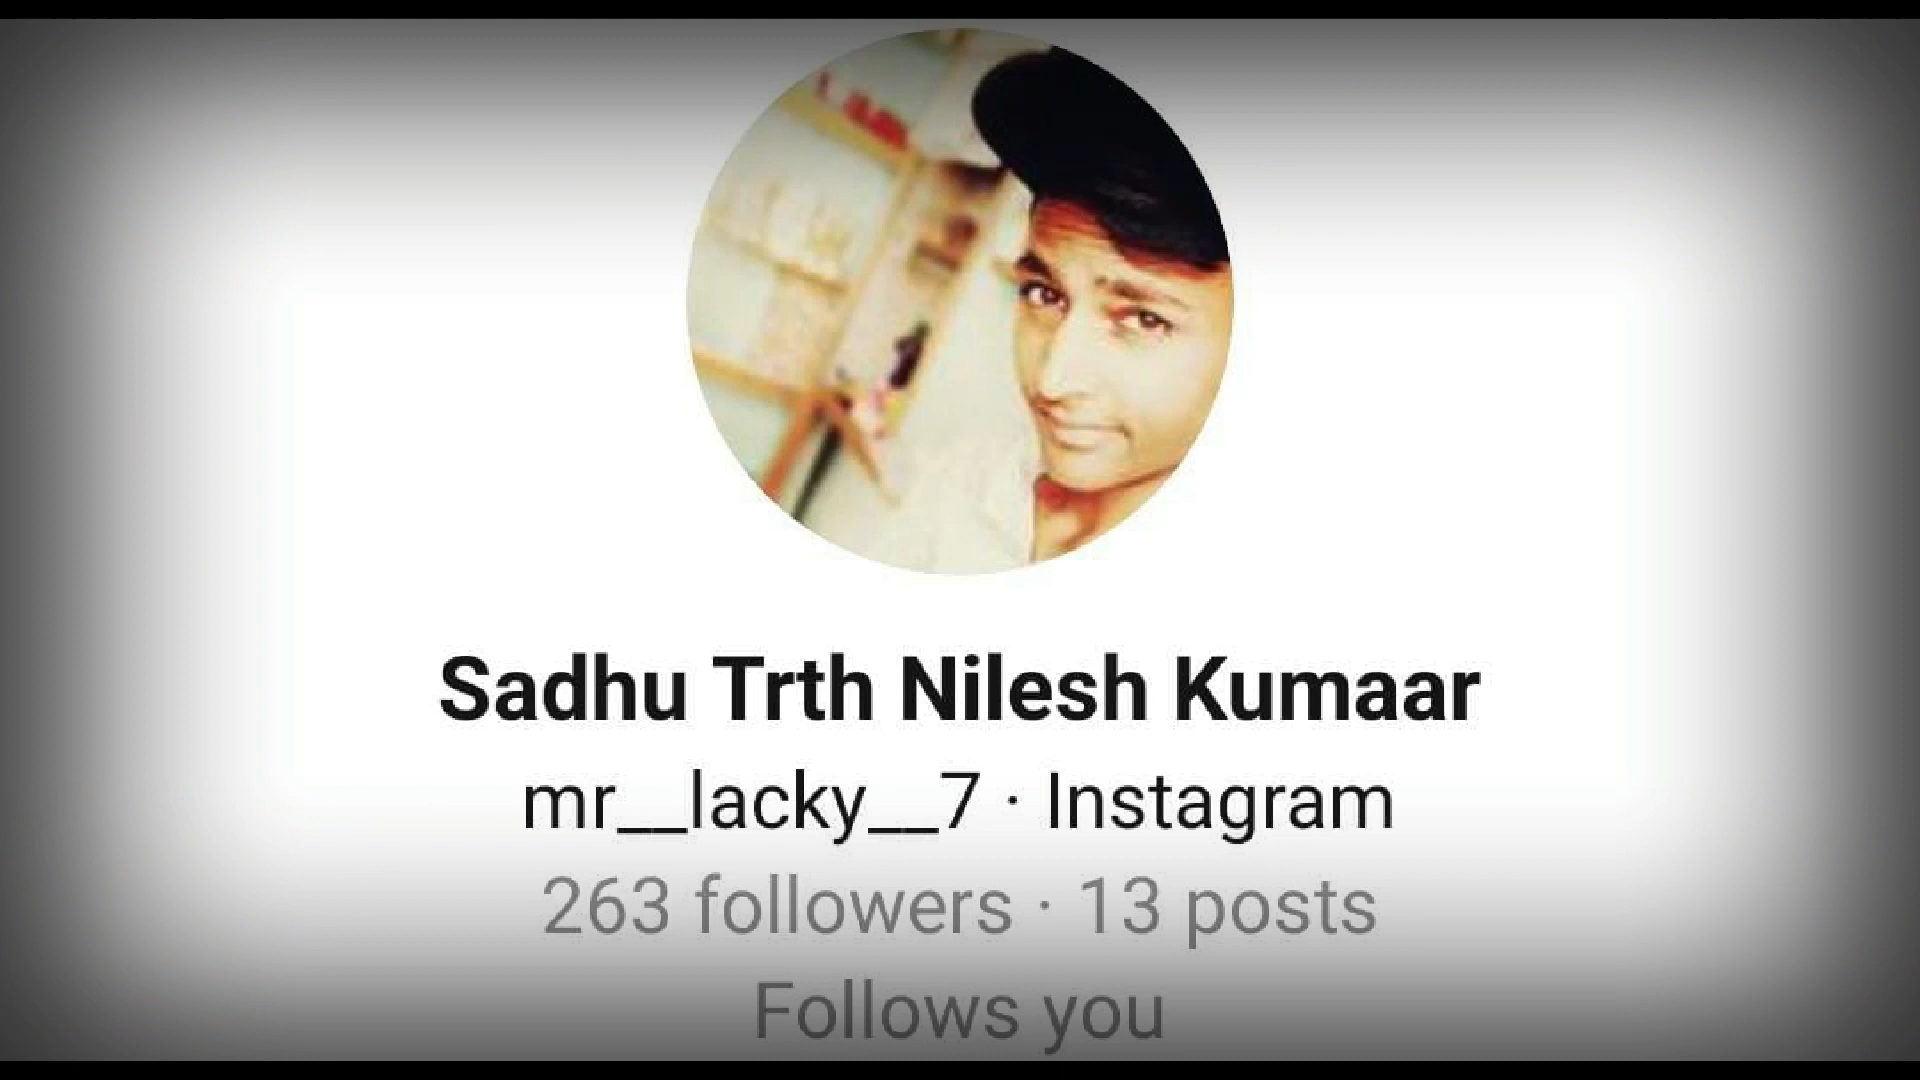 Sadhu Trth Nilesh Kumaar
mr__lacky__7 · Instagram
263 followers · 13 posts
Follows you